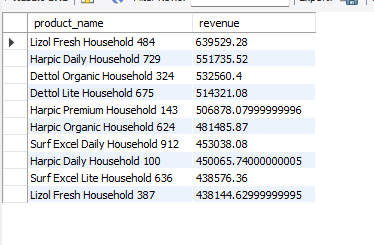 product_name revenue
Lizol Fresh Household 484 639529.28
Harpic Daily Household 729 551735.52
Dettol Organic Household 324 532560.4
Dettol Lite Household 675 514321.08
Harpic Premium Household 143 506878.07999999996
Harpic Organic Household 624 481485.87
Surf Excel Daily Household 912 453038.08
Harpic Daily Household 100 450065.74000000005
Surf Excel Lite Household 636 438576.36
Lizol Fresh Household 387 438144.62999999995